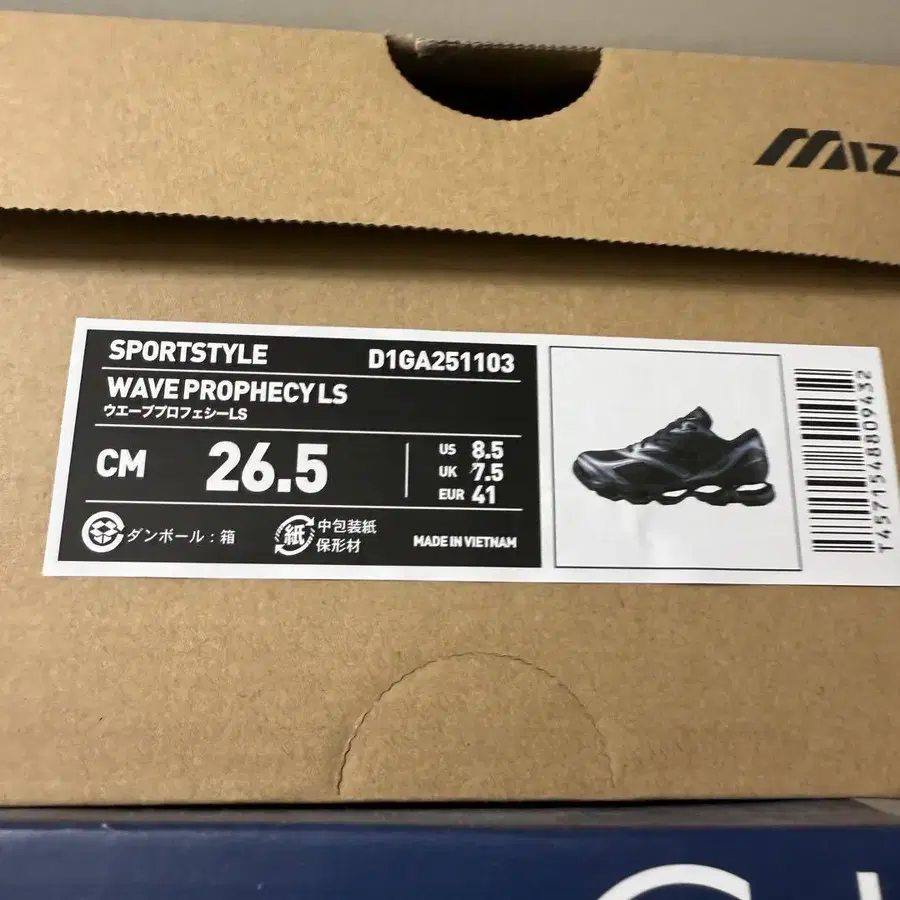 MIZ
SPORTSTYLE D1GA251103
WAVE PROPHECY LS
ウエーブプロフェシーLS
CM 26.5
US 8.5
UK 7.5
EUR 41
ダンボール：箱
紙
中包装紙
保形材
MADE IN VIETNAM
T4571548809432